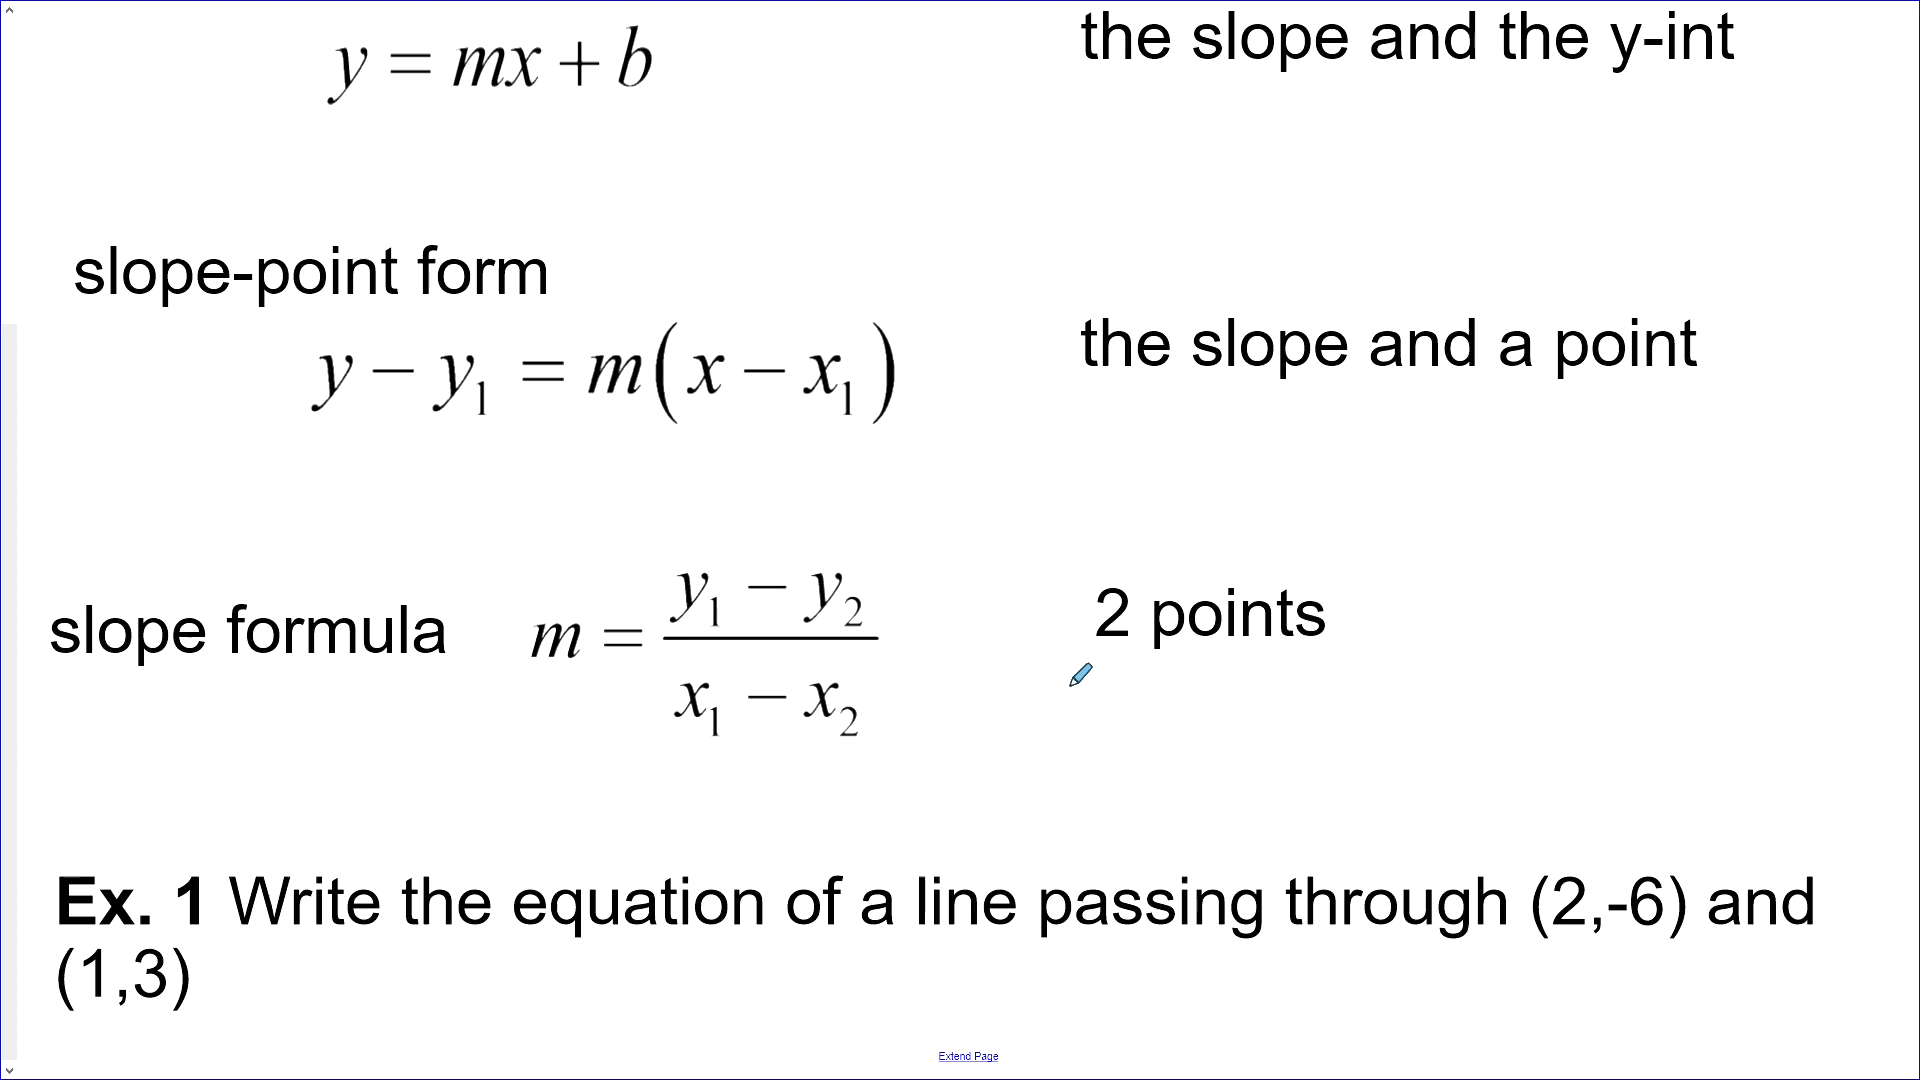 y = mx + b
the slope and the y-int
slope-point form
y − y₁ = m(x − x₁)
the slope and a point
slope formula m = (y₁ − y₂)/(x₁ − x₂)
2 points
Ex. 1 Write the equation of a line passing through (2,-6) and
(1,3)
Extend Page